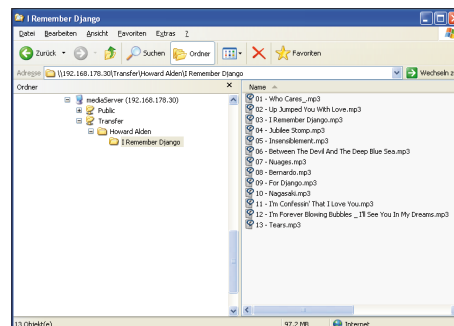 I Remember Django
Datei Bearbeiten Ansicht Favoriten Extras ?
Zurück Suchen Ordner Favoriten
Adresse \\192.168.178.30\Transfer\Howard Alden\I Remember Django Wechseln z
Ordner
mediaServer (192.168.178.30)
Public
Transfer
Howard Alden
I Remember Django
Name
01 - Who Cares_.mp3
02 - Up Jumped You With Love.mp3
03 - I Remember Django.mp3
04 - Jubilee Stomp.mp3
05 - Insensiblement.mp3
06 - Between The Devil And The Deep Blue Sea.mp3
07 - Nuages.mp3
08 - Bernardo.mp3
09 - For Django.mp3
10 - Nagasaki.mp3
11 - I'm Confessin' That I Love You.mp3
12 - I'm Forever Blowing Bubbles _ I'll See You In My Dreams.mp3
13 - Tears.mp3
13 Objekt(e) 97,2 MB Internet